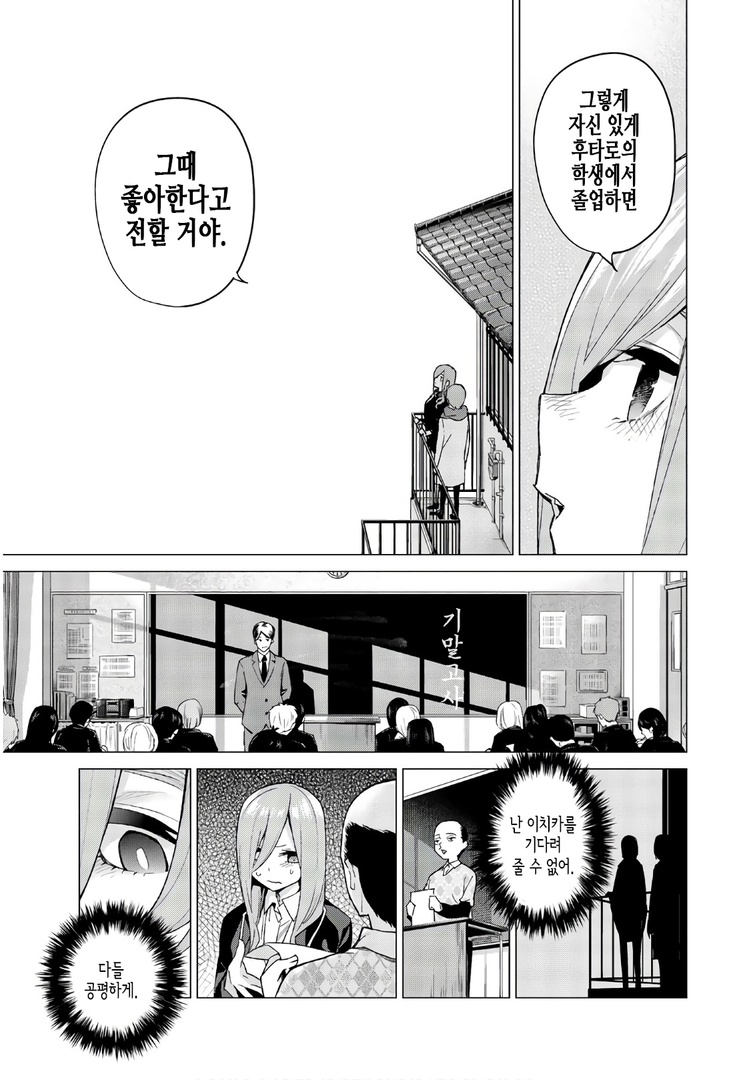 그렇게
자신 있게
후타로의
학생에서
졸업하면
그때
좋아한다고
전할 거야.
기말고사
난 이치카를
기다려
줄 수 없어.
다들
공평하게.